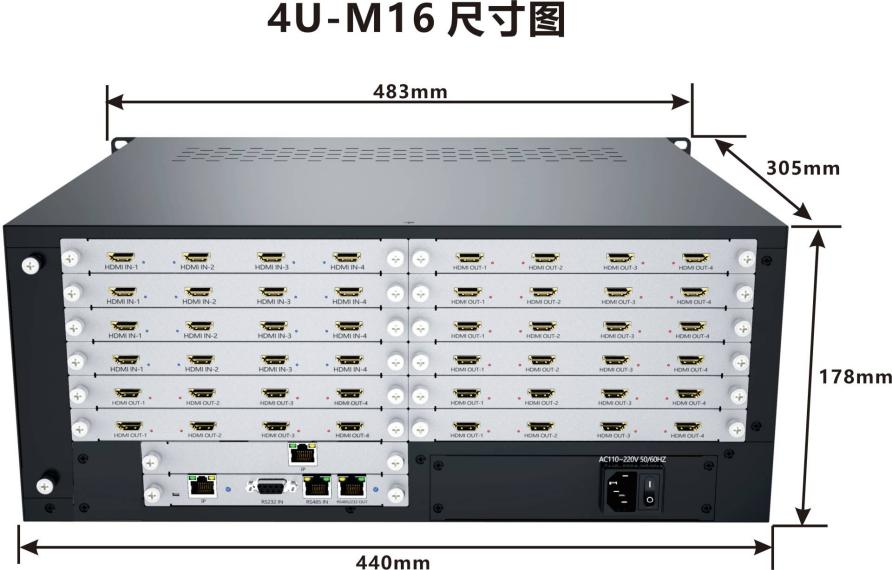 4U-M16 尺寸图
483mm
305mm
HDMI IN-1 HDMI IN-2 HDMI IN-3 HDMI IN-4 HDMI OUT-1 HDMI OUT-2 HDMI OUT-3 HDMI OUT-4
HDMI IN-1 HDMI IN-2 HDMI IN-3 HDMI IN-4 HDMI OUT-1 HDMI OUT-2 HDMI OUT-3 HDMI OUT-4
HDMI IN-1 HDMI IN-2 HDMI IN-3 HDMI IN-4 HDMI OUT-1 HDMI OUT-2 HDMI OUT-3 HDMI OUT-4
HDMI IN-1 HDMI IN-2 HDMI IN-3 HDMI IN-4 HDMI OUT-1 HDMI OUT-2 HDMI OUT-3 HDMI OUT-4
178mm
HDMI OUT-1 HDMI OUT-2 HDMI OUT-3 HDMI OUT-4 HDMI OUT-1 HDMI OUT-2 HDMI OUT-3 HDMI OUT-4
HDMI OUT-1 HDMI OUT-2 HDMI OUT-3 HDMI OUT-4 HDMI OUT-1 HDMI OUT-2 HDMI OUT-3 HDMI OUT-4
AC110~220V 50/60HZ
IP
IP RS232 IN RS485 IN RS485/232 OUT
440mm